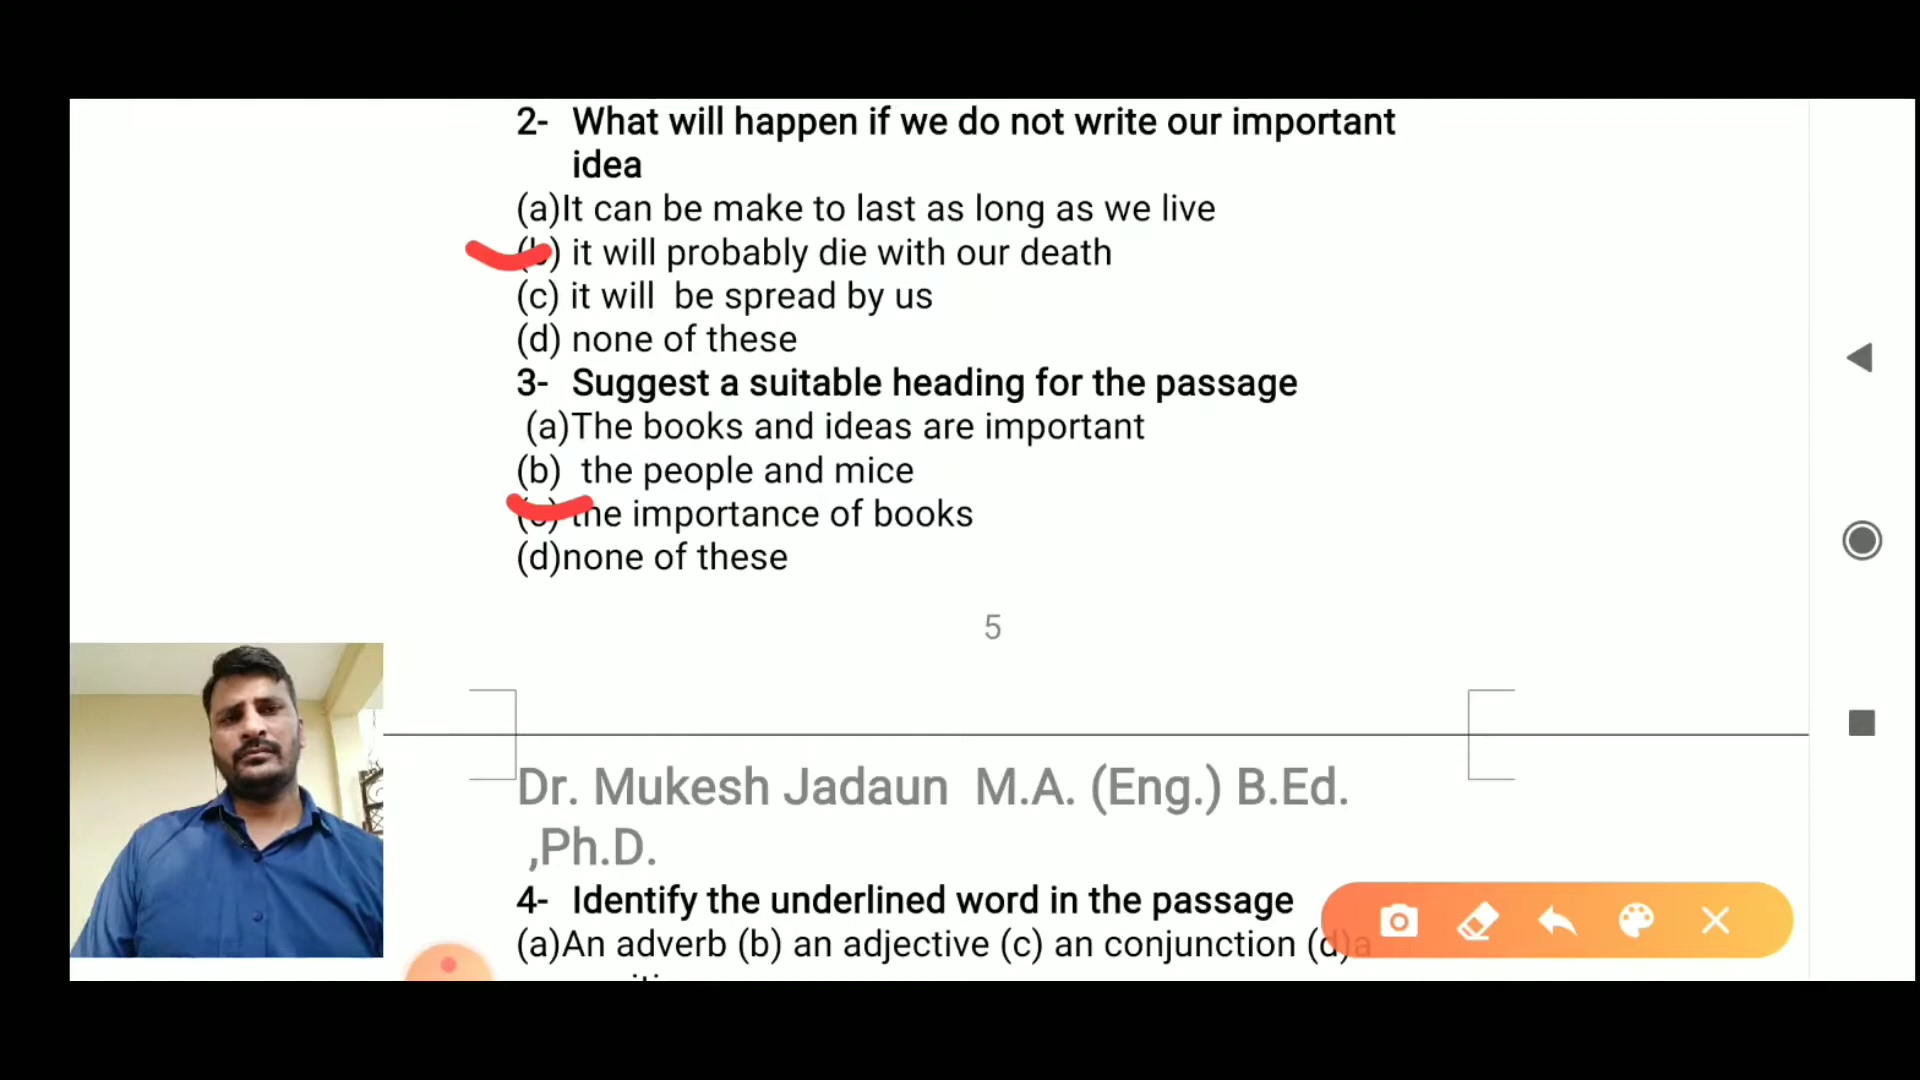 2- What will happen if we do not write our important
idea
(a)It can be make to last as long as we live
(b) it will probably die with our death
(c) it will be spread by us
(d) none of these
3- Suggest a suitable heading for the passage
(a)The books and ideas are important
(b) the people and mice
(c) the importance of books
(d)none of these
5
Dr. Mukesh Jadaun M.A. (Eng.) B.Ed.
,Ph.D.
4- Identify the underlined word in the passage
(a)An adverb (b) an adjective (c) an conjunction (d)a